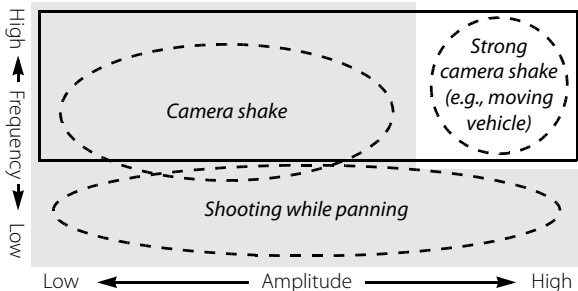 High
Frequency
Low
Camera shake
Strong
camera shake
(e.g., moving
vehicle)
Shooting while panning
Low
Amplitude
High